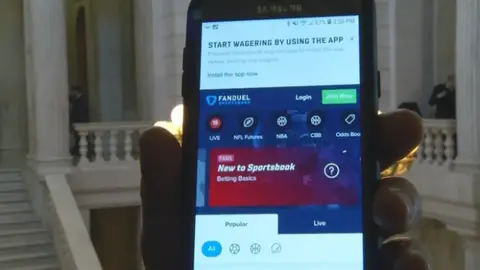 START WAGERING BY USING THE APP
Install the app now
FANDUEL
SPORTSBOOK
Login
Join Now
LIVE
NFL Futures
NBA
CBB
Odds Boo
FAQS
New to Sportsbook
Betting Basics
?
Popular
Live
All